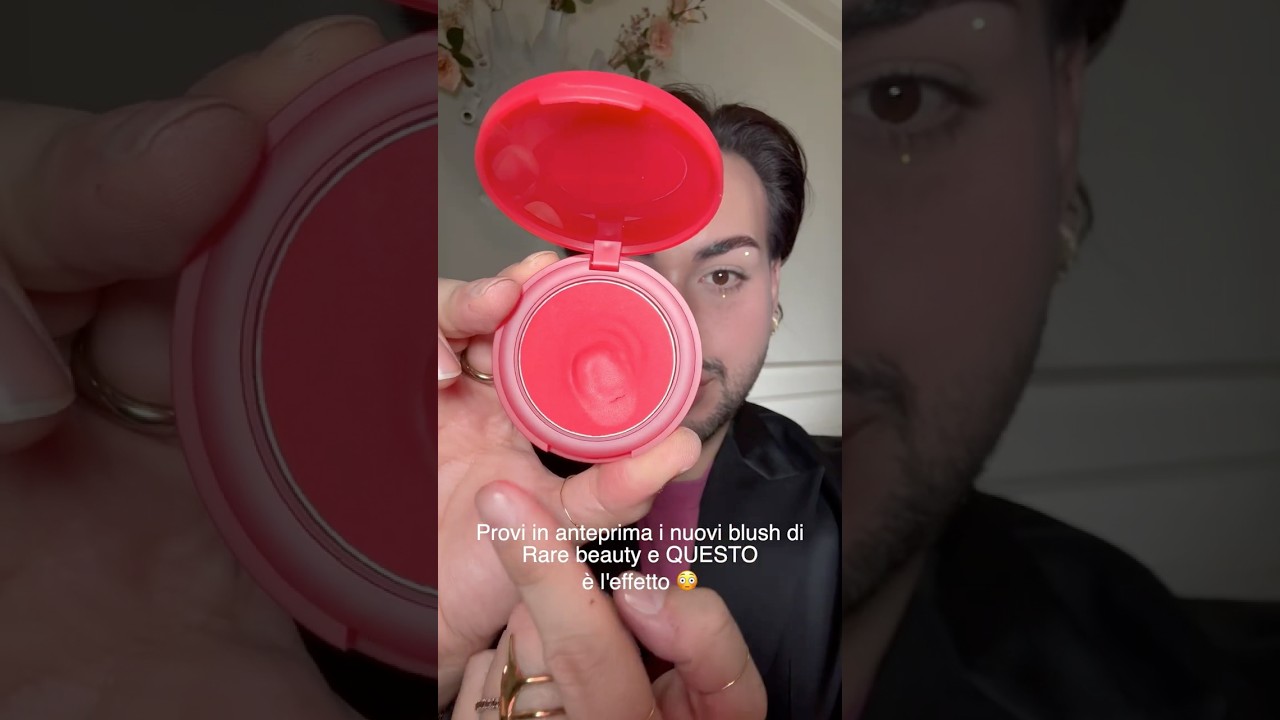 Provi in anteprima i nuovi blush di
Rare beauty e QUESTO
è l'effetto 😳